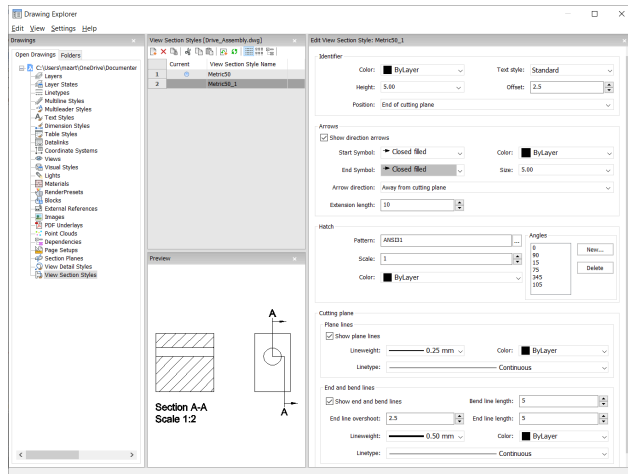 Drawing Explorer
Edit View Settings Help
Drawings
Open Drawings Folders
C:\Users\maart\OneDrive\Documenter
Layers
Layer States
Linetypes
Multiline Styles
Multileader Styles
Text Styles
Dimension Styles
Table Styles
Datalinks
Coordinate Systems
Views
Visual Styles
Lights
Materials
RenderPresets
Blocks
External References
Images
PDF Underlays
Point Clouds
Dependencies
Page Setups
Section Planes
View Detail Styles
View Section Styles
View Section Styles [Drive_Assembly.dwg]
Current View Section Style Name
1 Metric50
2 Metric50_1
Preview
A
A
Section A-A
Scale 1:2
Edit View Section Style: Metric50_1
Identifier
Color: ByLayer Text style: Standard
Height: 5.00 Offset: 2.5
Position: End of cutting plane
Arrows
Show direction arrows
Start Symbol: Closed filled Color: ByLayer
End Symbol: Closed filled Size: 5.00
Arrow direction: Away from cutting plane
Extension length: 10
Hatch
Pattern: ANSI31 ...
Scale: 1
Color: ByLayer
Angles
0
90
15
75
345
105
New...
Delete
Cutting plane
Plane lines
Show plane lines
Lineweight: 0.25 mm Color: ByLayer
Linetype: Continuous
End and bend lines
Show end and bend lines Bend line length: 5
End line overshoot: 2.5 End line length: 5
Lineweight: 0.50 mm Color: ByLayer
Linetype: Continuous